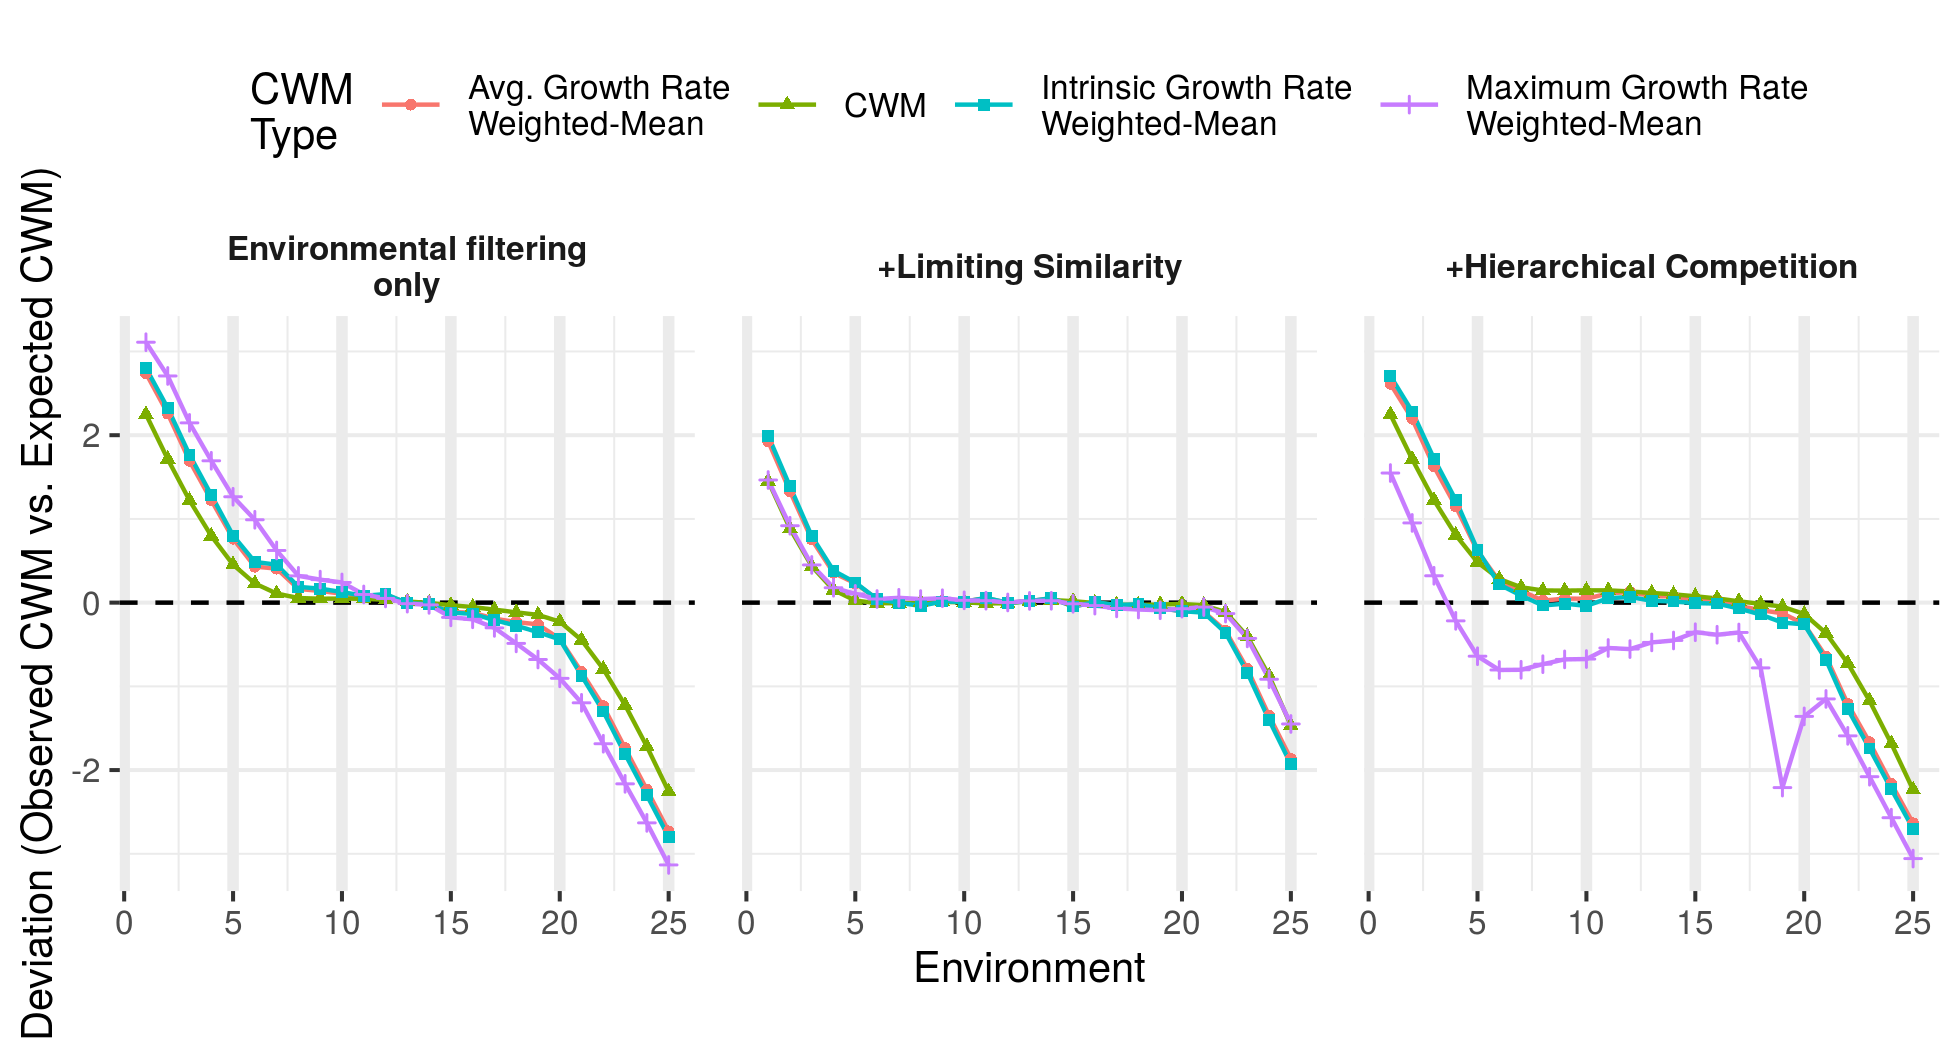 CWM
Type
Avg. Growth Rate
Weighted-Mean
CWM
Intrinsic Growth Rate
Weighted-Mean
Maximum Growth Rate
Weighted-Mean
Deviation (Observed CWM vs. Expected CWM)
Environmental filtering
only
+Limiting Similarity
+Hierarchical Competition
2
0
-2
0 5 10 15 20 25
0 5 10 15 20 25
0 5 10 15 20 25
Environment